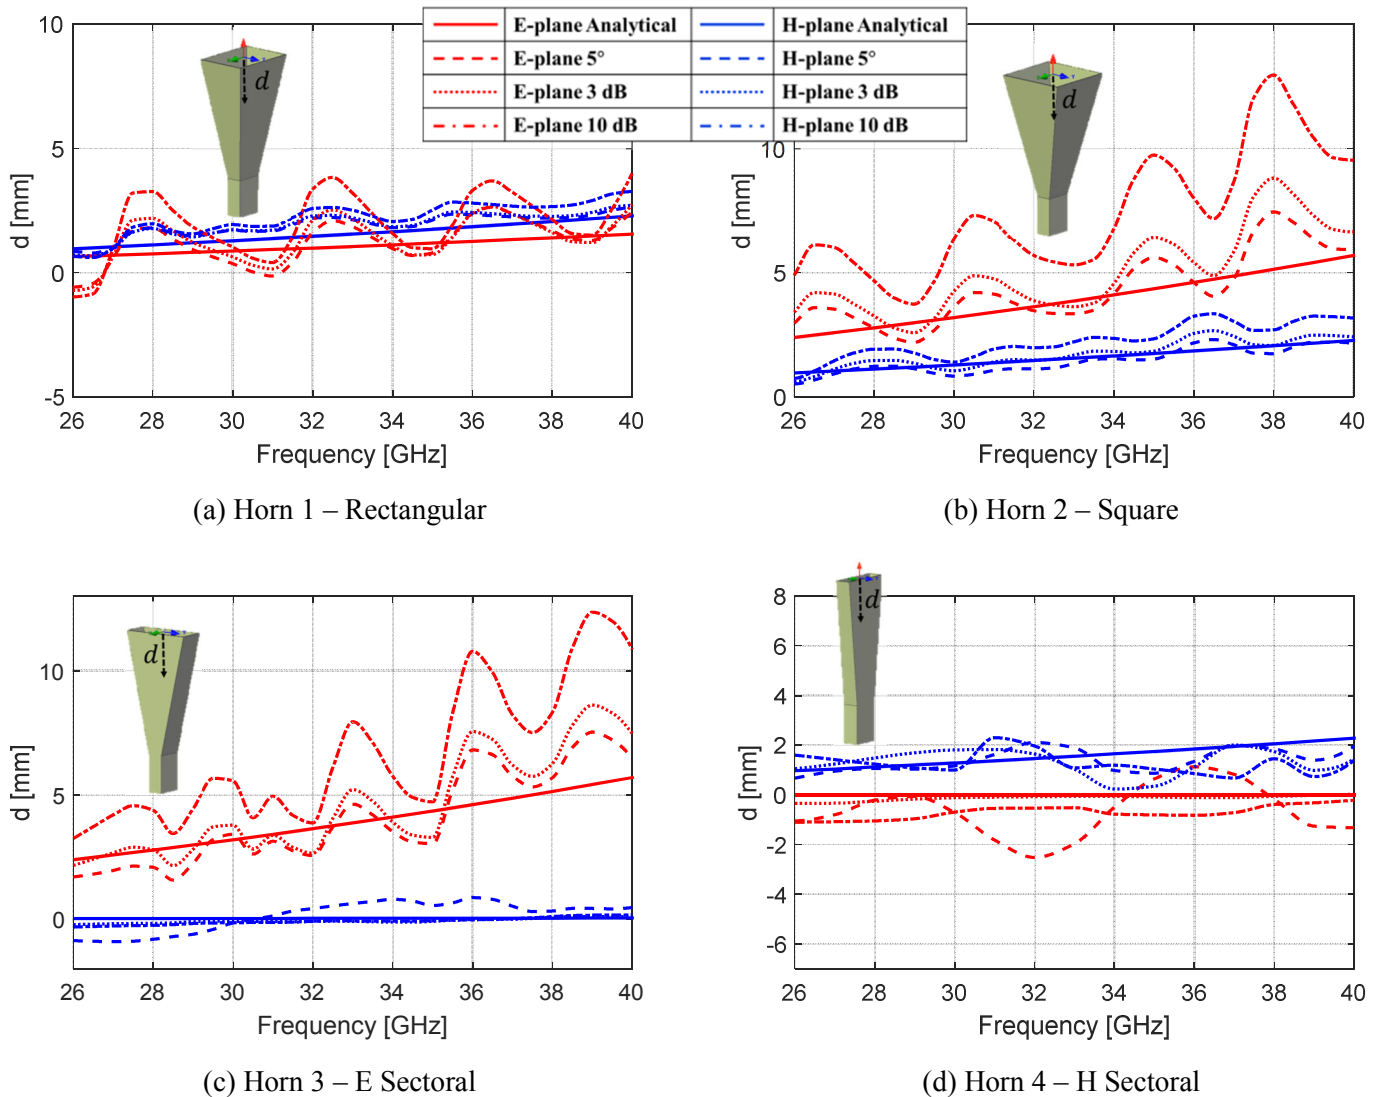 E-plane Analytical H-plane Analytical
E-plane 5° H-plane 5°
E-plane 3 dB H-plane 3 dB
E-plane 10 dB H-plane 10 dB
10
5
0
-5
d [mm]
d
26 28 30 32 34 36 38 40
Frequency [GHz]
(a) Horn 1 – Rectangular
10
5
0
d [mm]
d
26 28 30 32 34 36 38 40
Frequency [GHz]
(b) Horn 2 – Square
10
5
0
d [mm]
d
26 28 30 32 34 36 38 40
Frequency [GHz]
(c) Horn 3 – E Sectoral
8
6
4
2
0
-2
-4
-6
d [mm]
d
26 28 30 32 34 36 38 40
Frequency [GHz]
(d) Horn 4 – H Sectoral